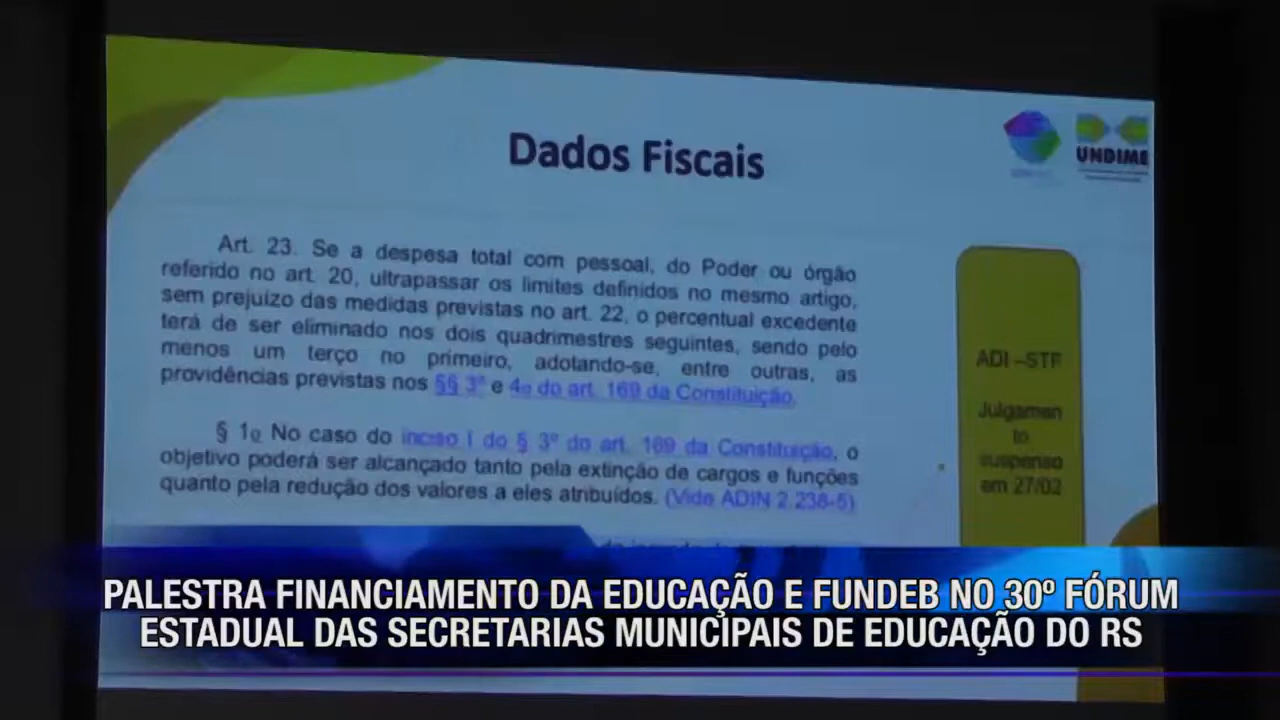 Dados Fiscais
UNDIME
Art. 23. Se a despesa total com pessoal, do Poder ou órgão
referido no art. 20, ultrapassar os limites definidos no mesmo artigo,
sem prejuízo das medidas previstas no art. 22, o percentual excedente
terá de ser eliminado nos dois quadrimestres seguintes, sendo pelo
menos um terço no primeiro, adotando-se, entre outras, as
providências previstas nos §§ 3º e 4o do art. 169 da Constituição.
§ 1o No caso do inciso I do § 3º do art. 169 da Constituição, o
objetivo poderá ser alcançado tanto pela extinção de cargos e funções
quanto pela redução dos valores a eles atribuídos. (Vide ADIN 2.238-5)
ADI –STF
Julgamen
to
suspenso
em 27/02
PALESTRA FINANCIAMENTO DA EDUCAÇÃO E FUNDEB NO 30º FÓRUM
ESTADUAL DAS SECRETARIAS MUNICIPAIS DE EDUCAÇÃO DO RS